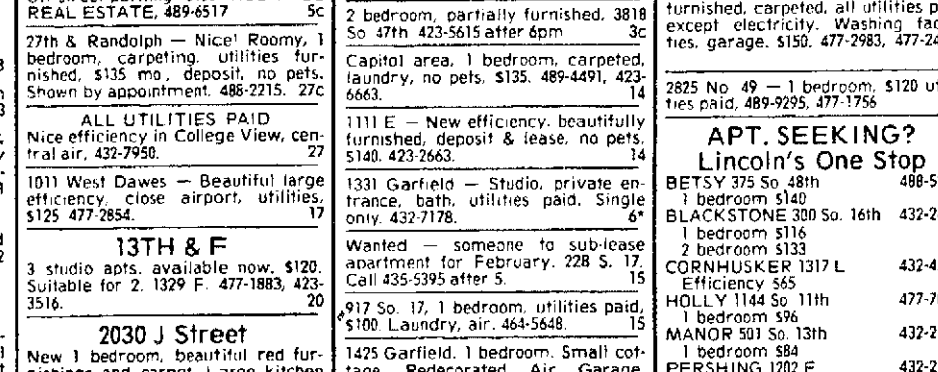 REAL ESTATE, 489-6517 5c
27th & Randolph — Nice! Roomy, 1
bedroom, carpeting, utilities fur-
nished, $135 mo, deposit, no pets.
Shown by appointment. 488-2215. 27c
ALL UTILITIES PAID
Nice efficiency in College View, cen-
tral air, 432-7950. 27
1011 West Dawes — Beautiful large
efficiency, close airport, utilities,
$125 477-2854. 17
13TH & F
3 studio apts. available now. $120.
Suitable for 2. 1329 F. 477-1883, 423-
3516. 20
2030 J Street
New 1 bedroom, beautiful red fur-
nishings and carpet. Large kitchen
2 bedroom, partially furnished, 3818
So 47th 423-5615 after 6pm 3c
Capitol area, 1 bedroom, carpeted,
laundry, no pets, $135. 489-4491, 423-
6663. 14
1111 E — New efficiency, beautifully
furnished, deposit & lease, no pets,
$140. 423-2663. 14
1331 Garfield — Studio, private en-
trance, bath, utilities paid. Single
only. 432-7178. 6*
Wanted — someone to sub-lease
apartment for February. 228 S. 17.
Call 435-5395 after 5. 15
917 So. 17, 1 bedroom, utilities paid,
$100. Laundry, air. 464-5648. 15
1425 Garfield. 1 bedroom. Small cot-
tage. Redecorated. Air. Garage.
furnished, carpeted, all utilities p
except electricity. Washing fac
ties, garage. $150. 477-2983, 477-24
2825 No 49 — 1 bedroom, $120 ut
ties paid, 489-9295, 477-1756
APT. SEEKING?
Lincoln's One Stop
BETSY 375 So 48th 488-5
1 bedroom $140
BLACKSTONE 300 So. 16th 432-2
1 bedroom $116
2 bedroom $133
CORNHUSKER 1317 L 432-4
Efficiency $65
HOLLY 1144 So 11th 477-7
1 bedroom $96
MANOR 501 So. 13th 432-2
1 bedroom $84
PERSHING 1202 F 432-2